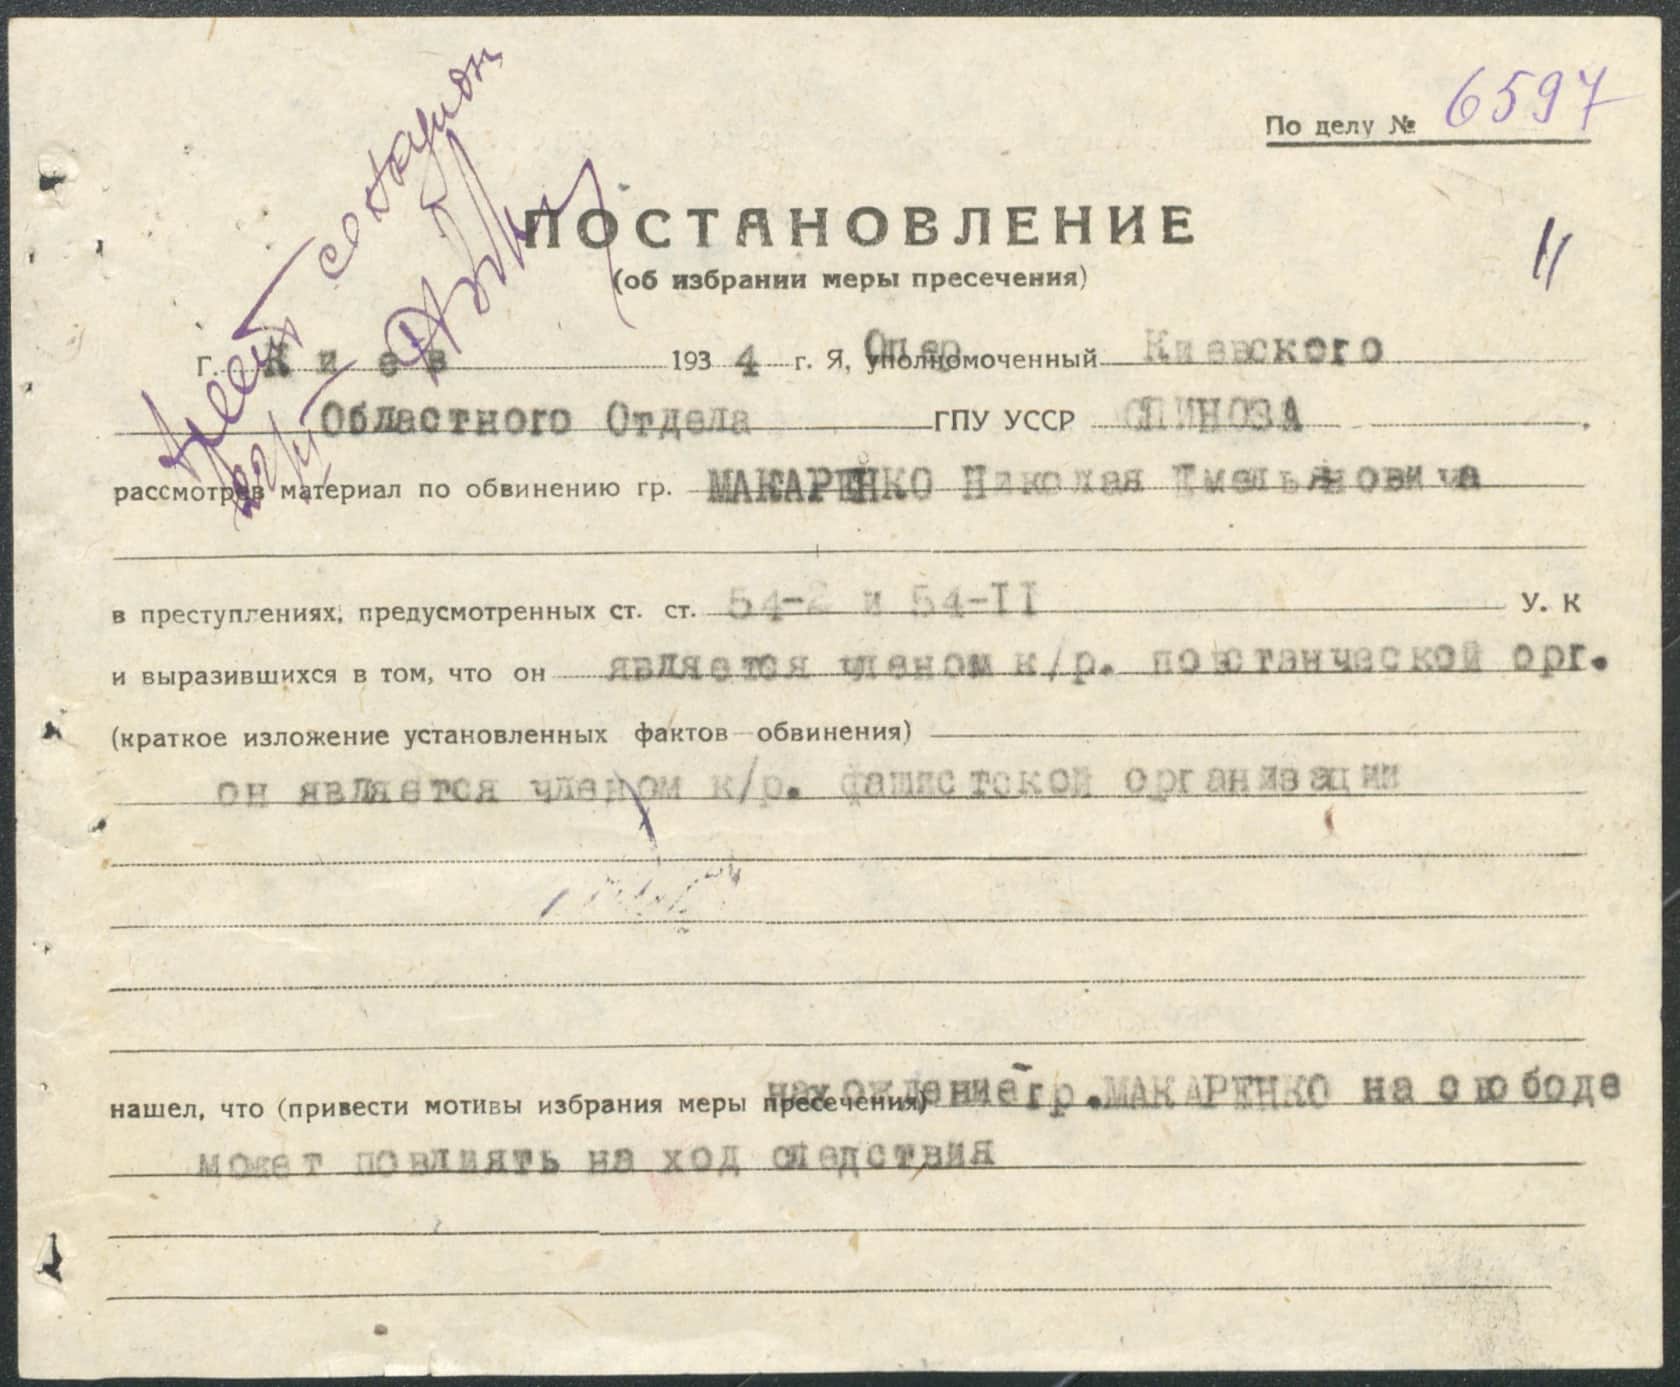 По делу № 6597
ПОСТАНОВЛЕНИЕ
(об избрании меры пресечения)
11
Арест санкцион
г. Киев 1934 г. Я, Опер уполномоченный Киевского
Областного Отдела ГПУ УССР СПИНОЗА
рассмотрев материал по обвинению гр. МАКАРЕНКО Николая Емельяновича
в преступлениях, предусмотренных ст. ст. 54-2 и 54-II У. К
и выразившихся в том, что он является членом к/р. повстанческой орг.
(краткое изложение установленных фактов обвинения)
он является членом к/р. фашистской организации
нашел, что (привести мотивы избрания меры пресечения) нахождение гр. МАКАРЕНКО на свободе
может повлиять на ход следствия